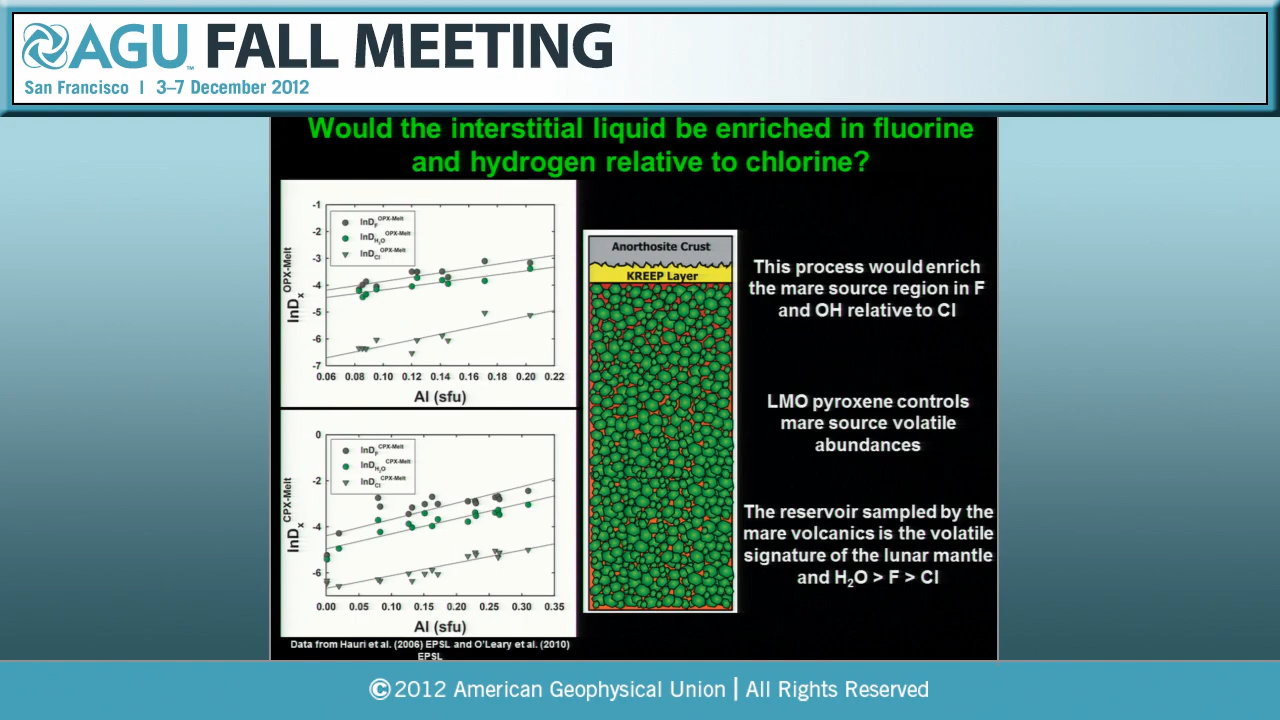 AGU™ FALL MEETING
San Francisco | 3–7 December 2012
Would the interstitial liquid be enriched in fluorine
and hydrogen relative to chlorine?
-1
-2
-3
-4
-5
-6
-7
lnDₓ^OPX-Melt
lnD_F^OPX-Melt
lnD_H₂O^OPX-Melt
lnD_Cl^OPX-Melt
0.06 0.08 0.10 0.12 0.14 0.16 0.18 0.20 0.22
Al (sfu)
0
-2
-4
-6
lnDₓ^CPX-Melt
lnD_F^CPX-Melt
lnD_H₂O^CPX-Melt
lnD_Cl^CPX-Melt
0.00 0.05 0.10 0.15 0.20 0.25 0.30 0.35
Al (sfu)
Data from Hauri et al. (2006) EPSL and O'Leary et al. (2010)
EPSL
Anorthosite Crust
KREEP Layer
This process would enrich
the mare source region in F
and OH relative to Cl
LMO pyroxene controls
mare source volatile
abundances
The reservoir sampled by the
mare volcanics is the volatile
signature of the lunar mantle
and H₂O > F > Cl
©2012 American Geophysical Union | All Rights Reserved